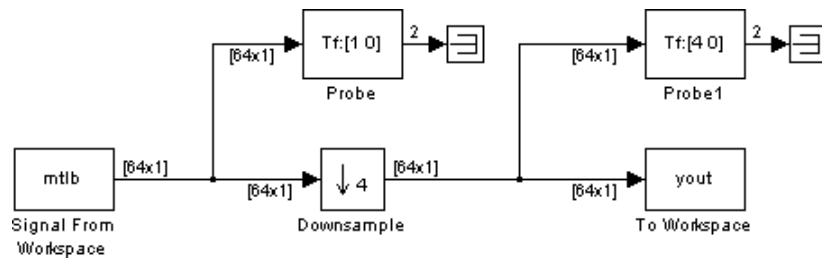 Tf:[1 0]
2
[64x1]
Probe
Tf:[4 0]
2
[64x1]
Probe1
mtlb
[64x1]
Signal From
Workspace
[64x1]
↓ 4
[64x1]
Downsample
[64x1]
yout
To Workspace